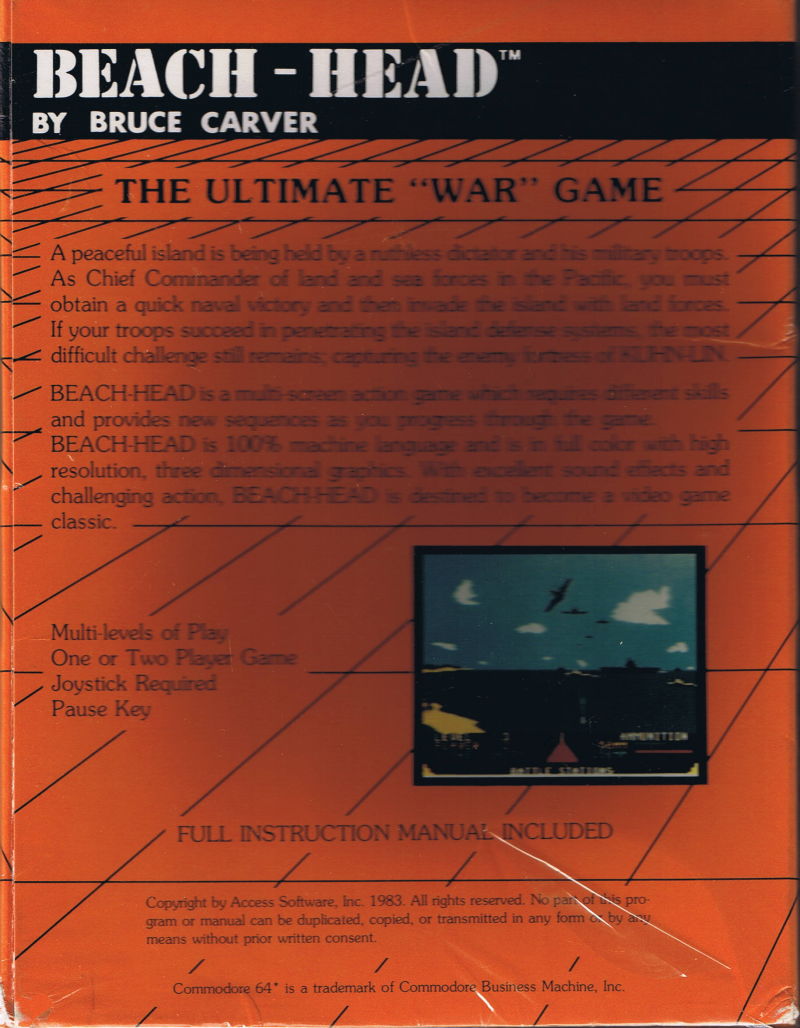 BEACH-HEAD™
BY BRUCE CARVER
THE ULTIMATE "WAR" GAME
A peaceful island is being held by a ruthless dictator and his military troops.
As Chief Commander of land and sea forces in the Pacific, you must
obtain a quick naval victory and then invade the island with land forces.
If your troops succeed in penetrating the island defense systems, the most
difficult challenge still remains; capturing the enemy fortress of KUHN-LIN.
BEACH-HEAD is a multi-screen action game which requires different skills
and provides new sequences as you progress through the game.
BEACH-HEAD is 100% machine language and is in full color with high
resolution, three dimensional graphics. With excellent sound effects and
challenging action, BEACH-HEAD is destined to become a video game
classic.
Multi-levels of Play
One or Two Player Game
Joystick Required
Pause Key
LEVEL 3
AMMUNITION
BATTLE STATIONS
FULL INSTRUCTION MANUAL INCLUDED
Copyright by Access Software, Inc. 1983. All rights reserved. No part of this pro-
gram or manual can be duplicated, copied, or transmitted in any form or by any
means without prior written consent.
Commodore 64* is a trademark of Commodore Business Machine, Inc.